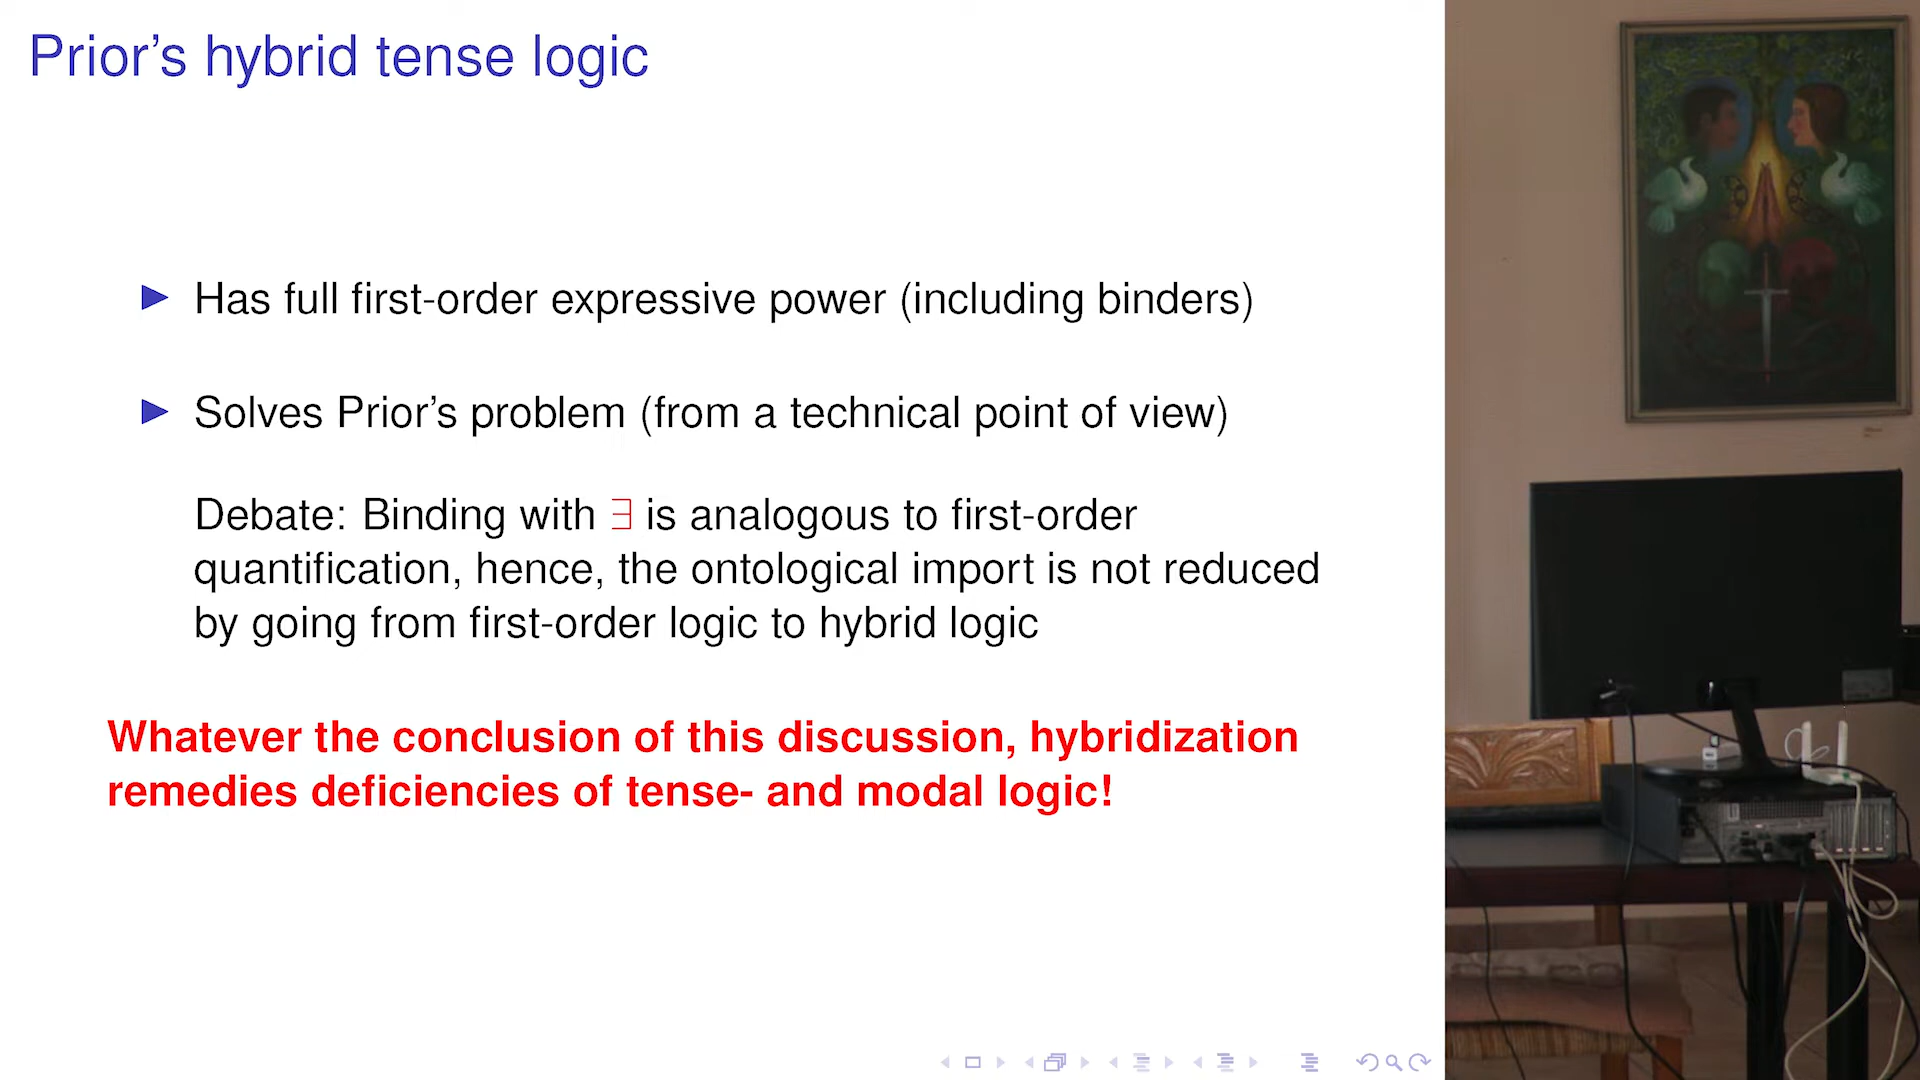 Prior's hybrid tense logic
Has full first-order expressive power (including binders)
Solves Prior's problem (from a technical point of view)
Debate: Binding with ∃ is analogous to first-order
quantification, hence, the ontological import is not reduced
by going from first-order logic to hybrid logic
Whatever the conclusion of this discussion, hybridization
remedies deficiencies of tense- and modal logic!